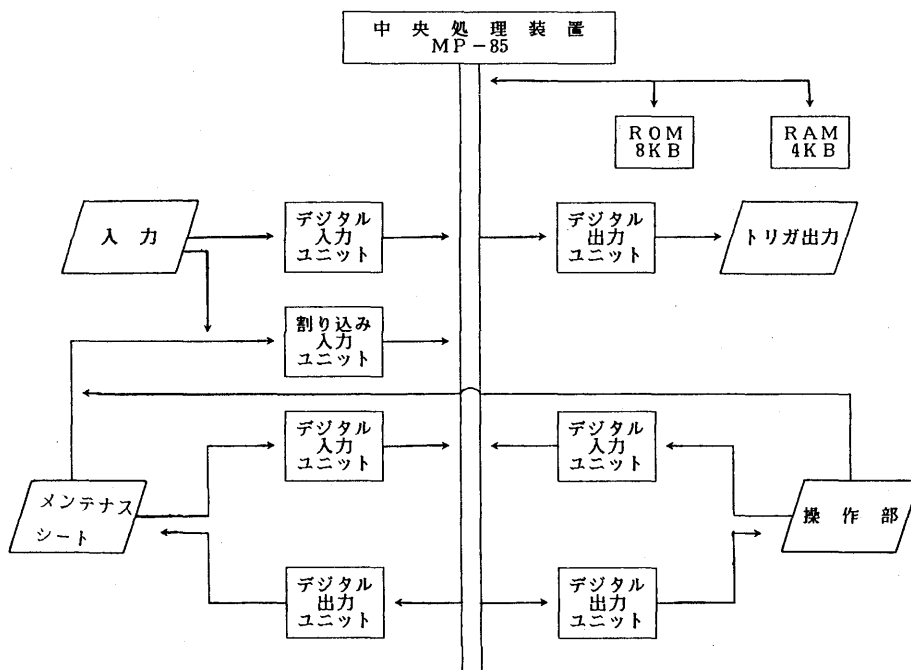 中央処理装置
MP-85
ROM
8KB
RAM
4KB
入力
デジタル
入力
ユニット
デジタル
出力
ユニット
トリガ出力
割り込み
入力
ユニット
デジタル
入力
ユニット
デジタル
入力
ユニット
メンテナス
シート
操作部
デジタル
出力
ユニット
デジタル
出力
ユニット